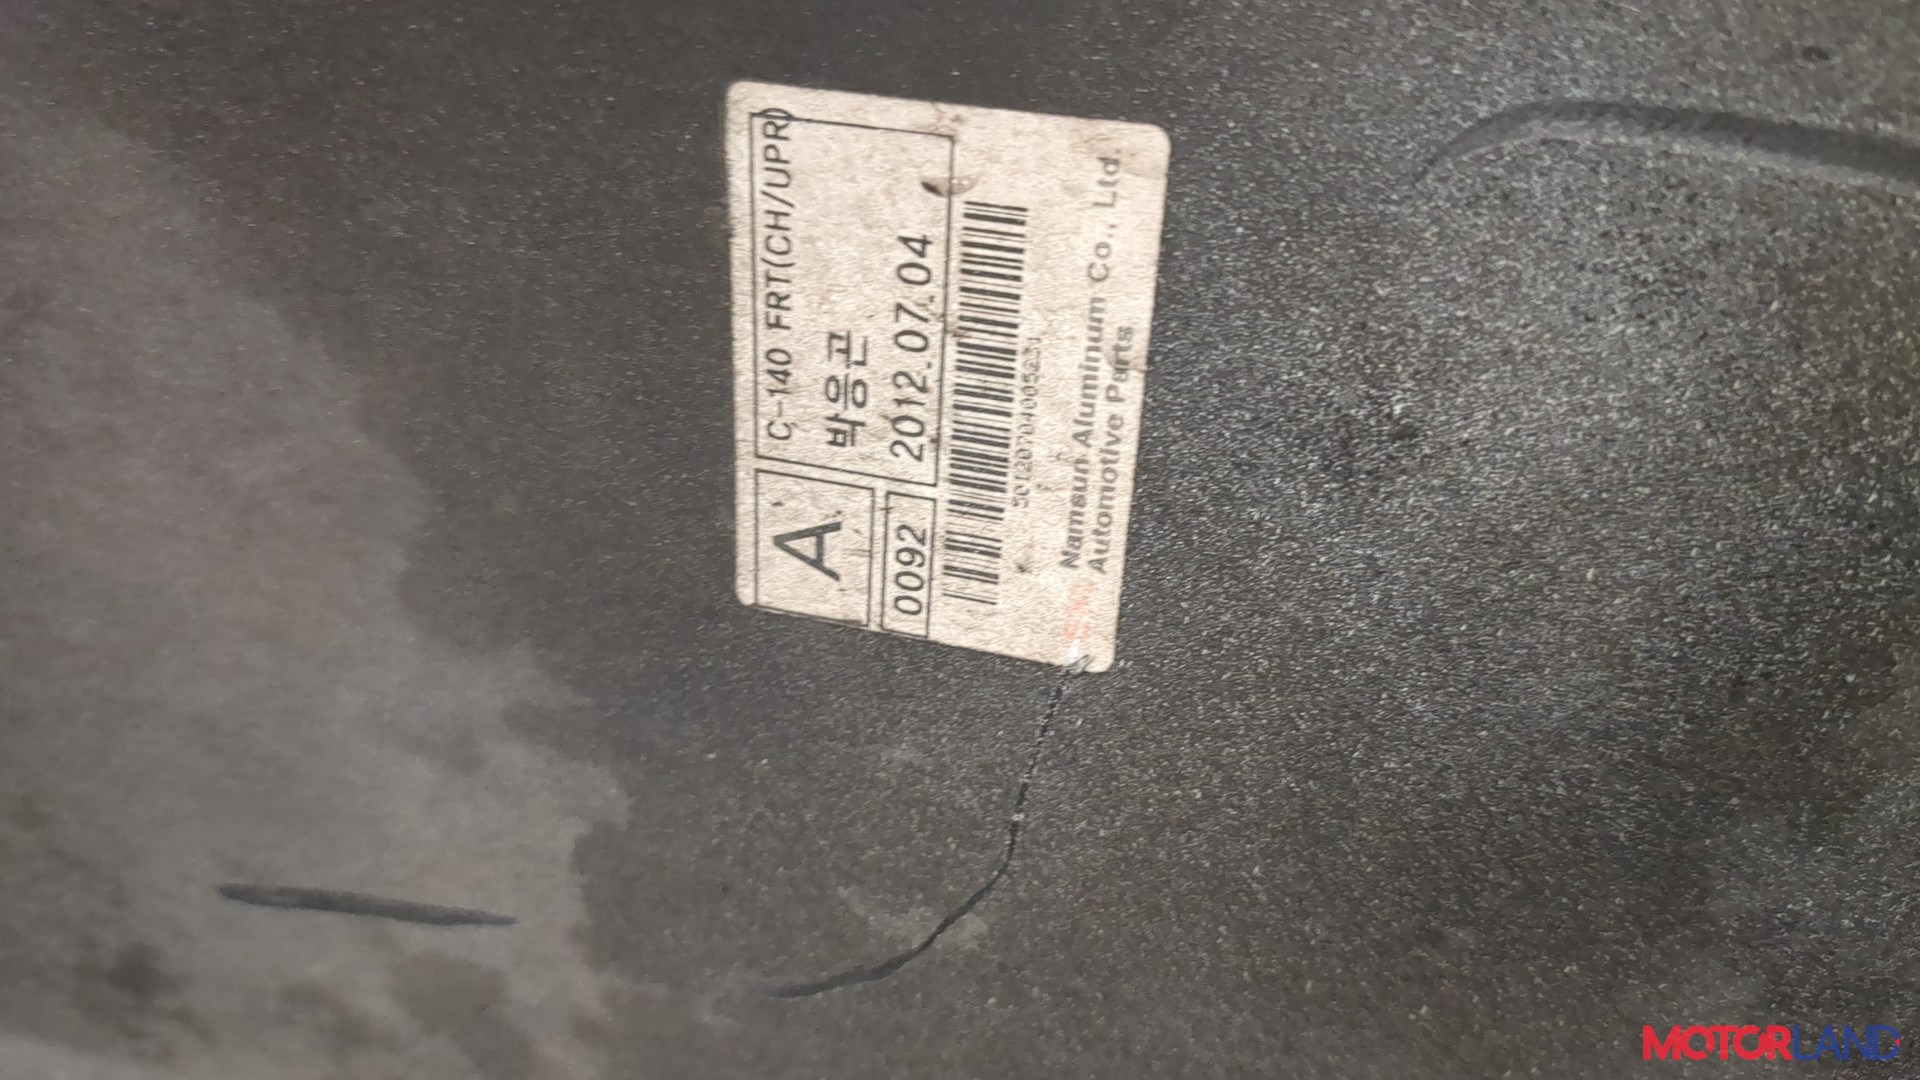 C-140 FRT(CH/UPR)
박응곤
2012.07.04
A
0092
Namsun Aluminum Co., Ltd.
Automotive Parts
MOTORLAND